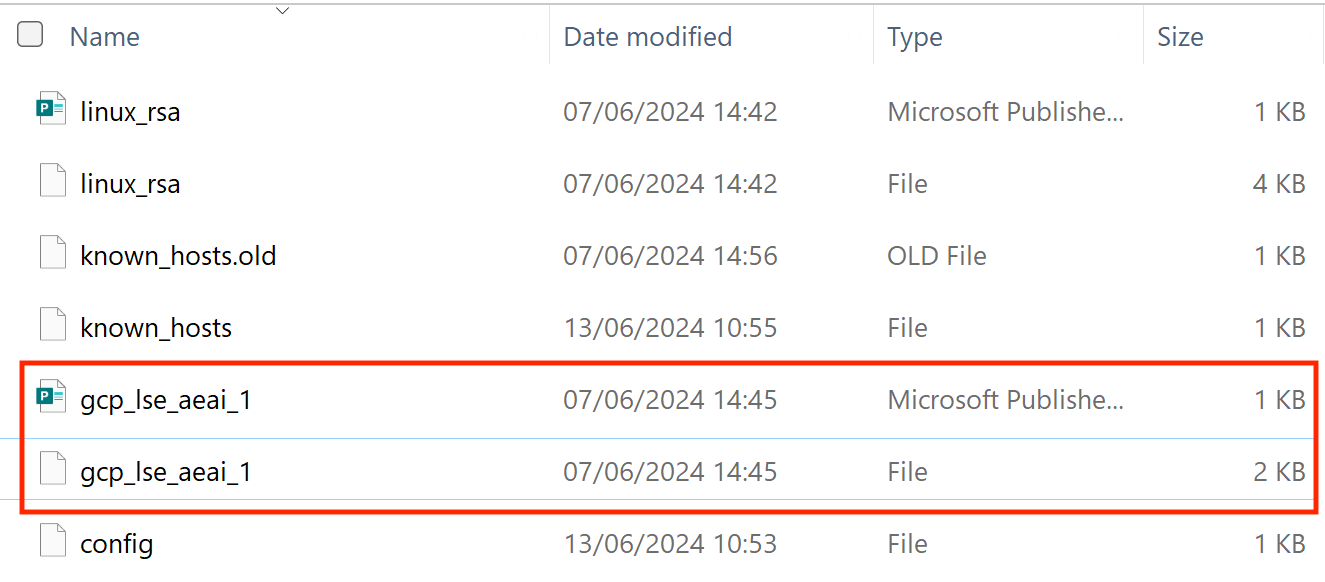 Name Date modified Type Size
P linux_rsa 07/06/2024 14:42 Microsoft Publishe... 1 KB
linux_rsa 07/06/2024 14:42 File 4 KB
known_hosts.old 07/06/2024 14:56 OLD File 1 KB
known_hosts 13/06/2024 10:55 File 1 KB
P gcp_lse_aeai_1 07/06/2024 14:45 Microsoft Publishe... 1 KB
gcp_lse_aeai_1 07/06/2024 14:45 File 2 KB
config 13/06/2024 10:53 File 1 KB